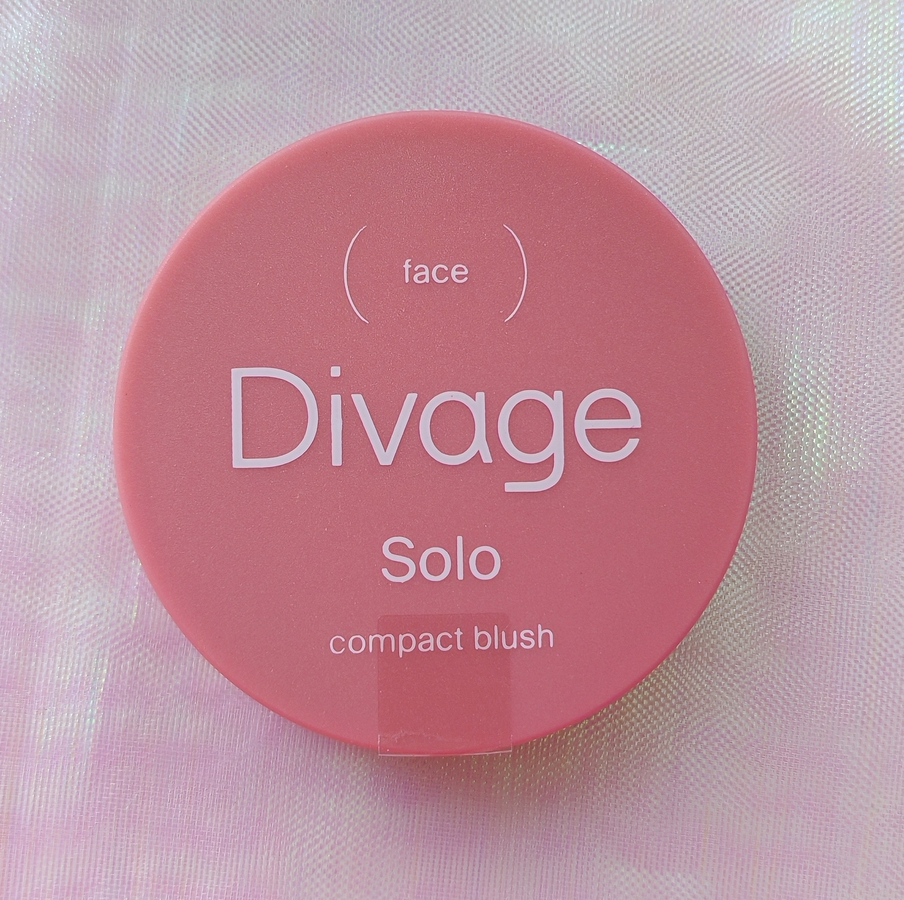 ( face )
Divage
Solo
compact blush